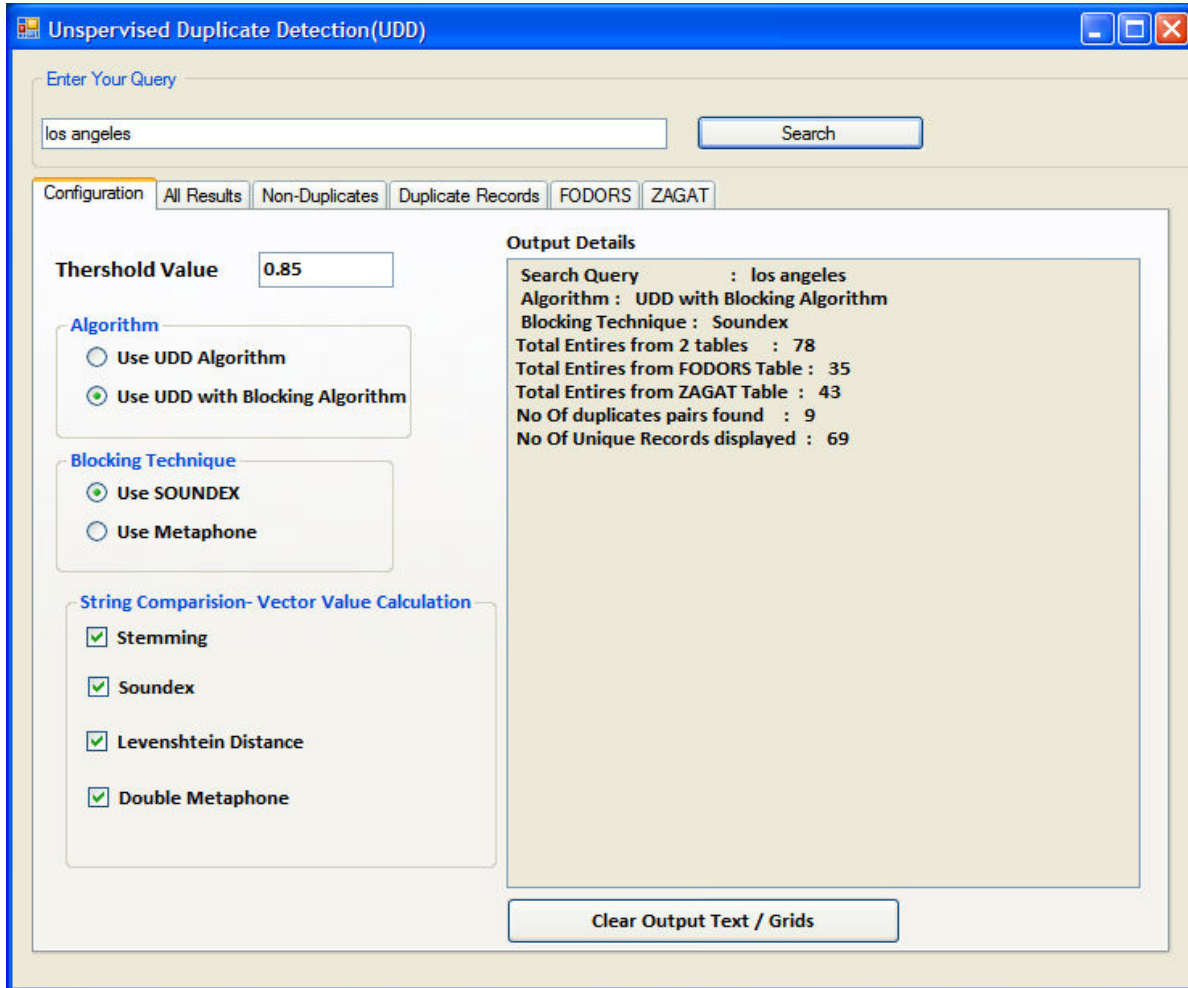 Unspervised Duplicate Detection(UDD)
Enter Your Query
los angeles
Search
Configuration
All Results
Non-Duplicates
Duplicate Records
FODORS
ZAGAT
Thershold Value
0.85
Algorithm
Use UDD Algorithm
Use UDD with Blocking Algorithm
Blocking Technique
Use SOUNDEX
Use Metaphone
String Comparision- Vector Value Calculation
Stemming
Soundex
Levenshtein Distance
Double Metaphone
Output Details
Search Query : los angeles
Algorithm : UDD with Blocking Algorithm
Blocking Technique : Soundex
Total Entires from 2 tables : 78
Total Entires from FODORS Table : 35
Total Entires from ZAGAT Table : 43
No Of duplicates pairs found : 9
No Of Unique Records displayed : 69
Clear Output Text / Grids